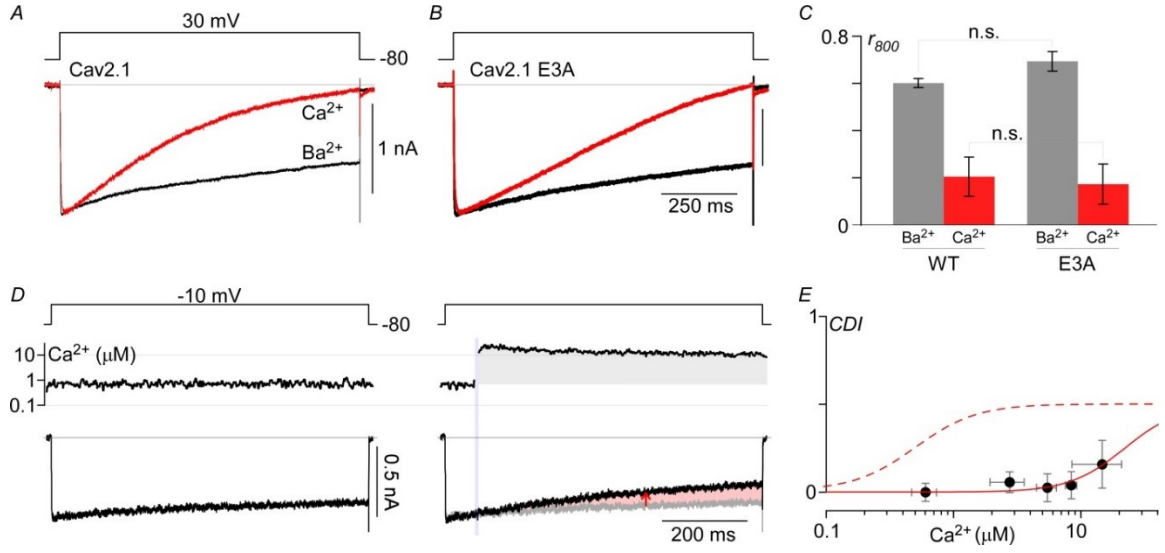 A
30 mV
-80
Cav2.1
Ca²⁺
Ba²⁺
1 nA
B
Cav2.1 E3A
250 ms
C
0.8
r₈₀₀
n.s.
n.s.
0
Ba²⁺ Ca²⁺ Ba²⁺ Ca²⁺
WT E3A
D
-10 mV
-80
Ca²⁺ (μM)
10
1
0.1
0.5 nA
200 ms
E
1
CDI
0
0.1 10
Ca²⁺ (μM)